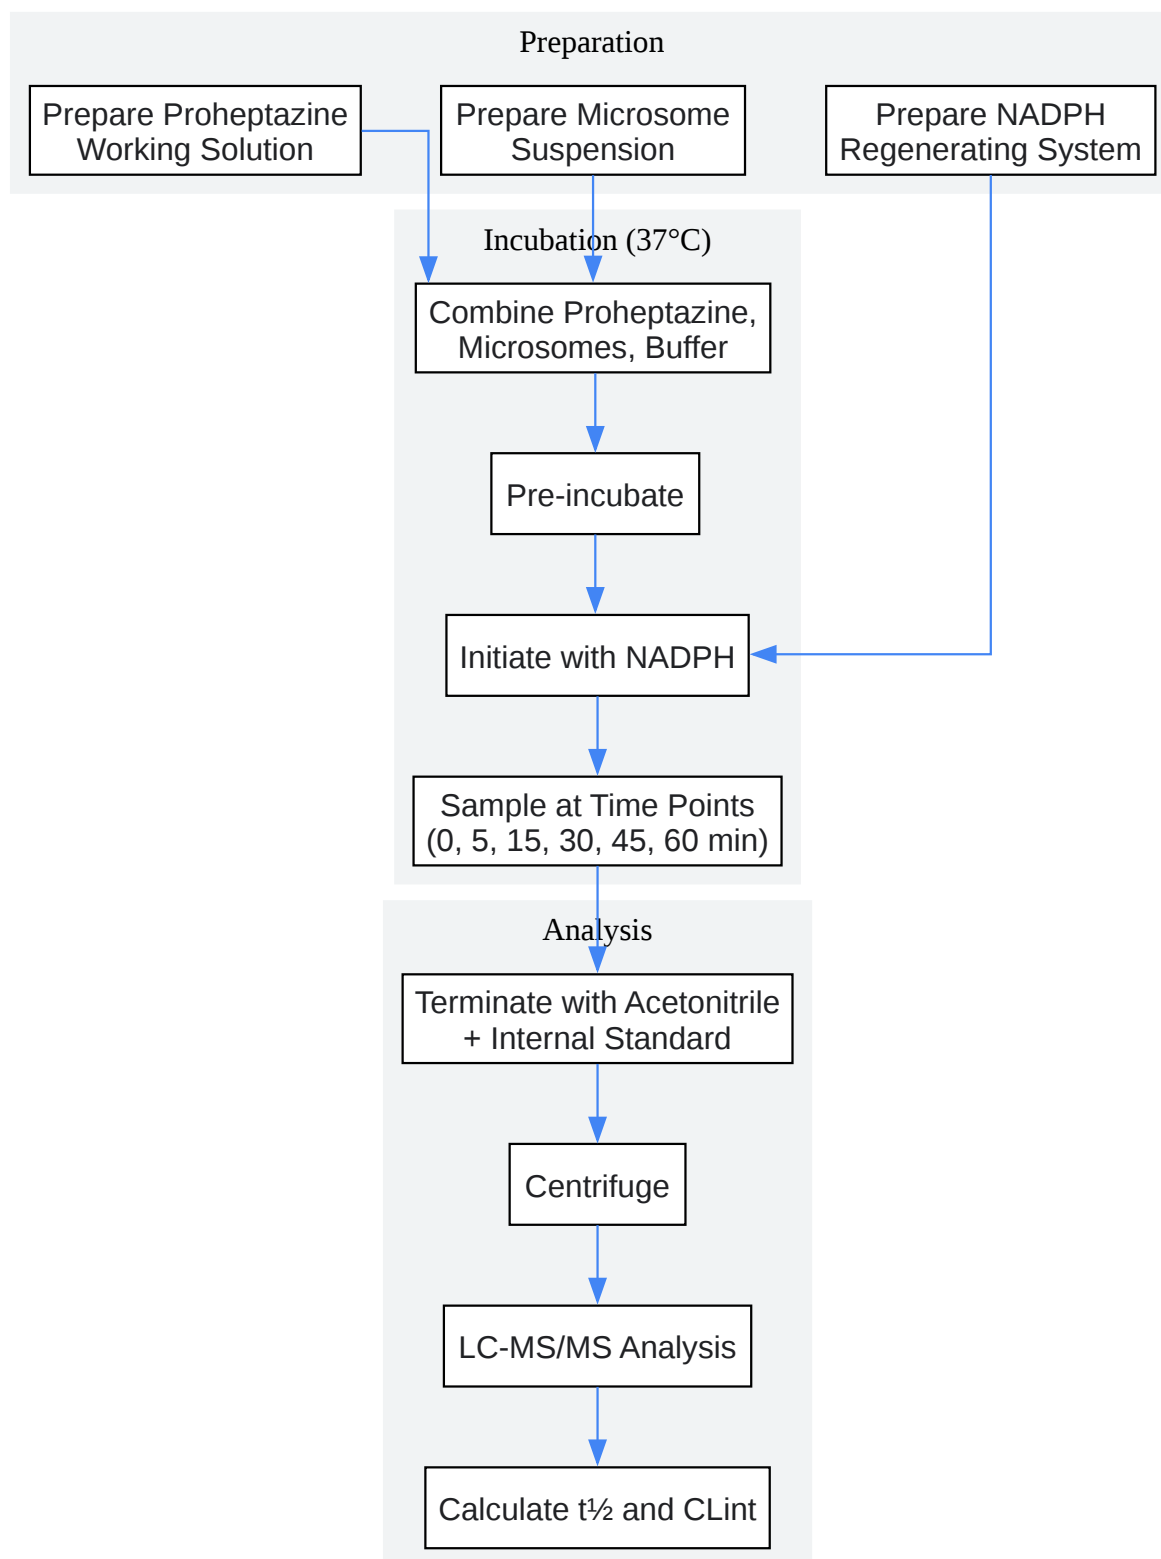 Preparation
Prepare Proheptazine
Working Solution
Prepare Microsome
Suspension
Prepare NADPH
Regenerating System
Incubation (37°C)
Combine Proheptazine,
Microsomes, Buffer
Pre-incubate
Initiate with NADPH
Sample at Time Points
(0, 5, 15, 30, 45, 60 min)
Analysis
Terminate with Acetonitrile
+ Internal Standard
Centrifuge
LC-MS/MS Analysis
Calculate t½ and CLint